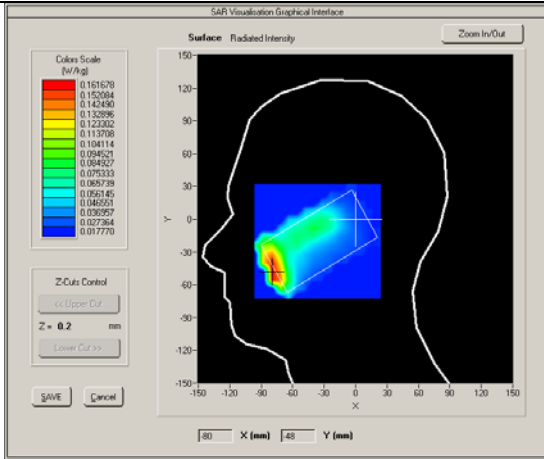 SAR Visualisation Graphical Interface
Surface Radiated Intensity
Zoom In/Out
Colors Scale
(W/kg)
0.161678
0.152084
0.142490
0.132896
0.123302
0.113708
0.104114
0.094521
0.084927
0.075333
0.065739
0.056145
0.046551
0.036957
0.027364
0.017770
Z-Cuts Control
<< Upper Cut
Z = 0.2 mm
Lower Cut >>
SAVE Cancel
150-
120-
90-
60-
30-
0-
-30-
-60-
-90-
-120-
-150-
Y
-150 -120 -90 -60 -30 0 30 60 90 120 150
X
-80 X (mm) -48 Y (mm)